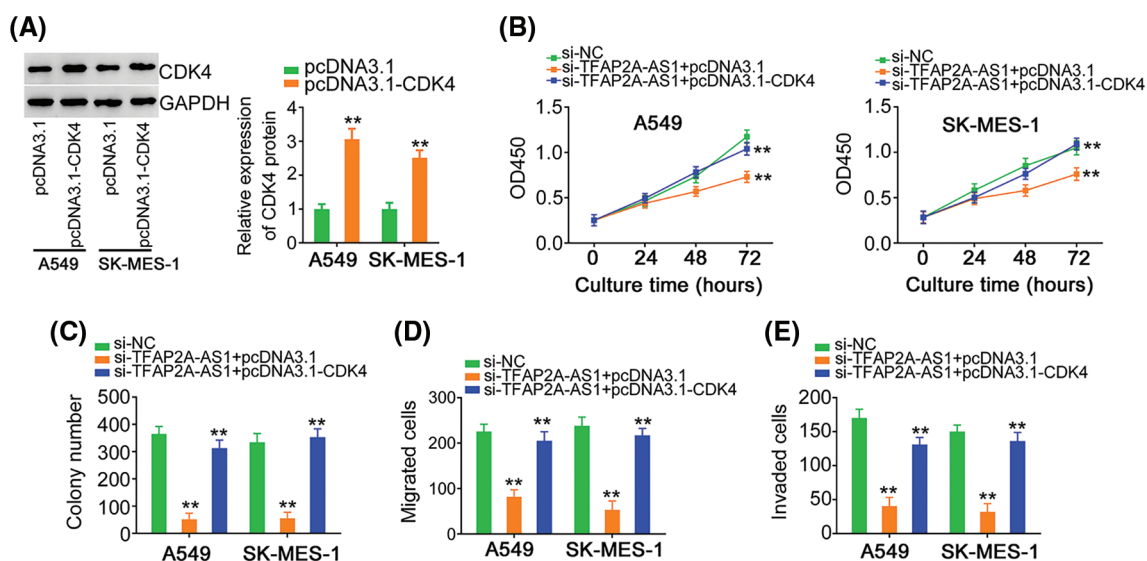 (A)
CDK4
GAPDH
pcDNA3.1
pcDNA3.1-CDK4
pcDNA3.1
pcDNA3.1-CDK4
A549
SK-MES-1
pcDNA3.1
pcDNA3.1-CDK4
Relative expression
of CDK4 protein
4
3
2
1
0
**
**
A549
SK-MES-1
(B)
si-NC
si-TFAP2A-AS1+pcDNA3.1
si-TFAP2A-AS1+pcDNA3.1-CDK4
A549
OD450
1.5
1.0
0.5
0.0
**
**
0 24 48 72
Culture time (hours)
si-NC
si-TFAP2A-AS1+pcDNA3.1
si-TFAP2A-AS1+pcDNA3.1-CDK4
SK-MES-1
OD450
1.5
1.0
0.5
0.0
**
**
0 24 48 72
Culture time (hours)
(C)
si-NC
si-TFAP2A-AS1+pcDNA3.1
si-TFAP2A-AS1+pcDNA3.1-CDK4
Colony number
500
400
300
200
100
0
**
**
**
**
A549
SK-MES-1
(D)
si-NC
si-TFAP2A-AS1+pcDNA3.1
si-TFAP2A-AS1+pcDNA3.1-CDK4
Migrated cells
300
200
100
0
**
**
**
**
A549
SK-MES-1
(E)
si-NC
si-TFAP2A-AS1+pcDNA3.1
si-TFAP2A-AS1+pcDNA3.1-CDK4
Invaded cells
200
150
100
50
0
**
**
**
**
A549
SK-MES-1